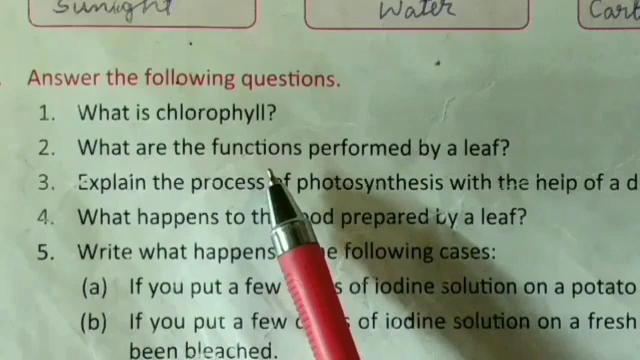 Sunlight Water
Answer the following questions.
1. What is chlorophyll?
2. What are the functions performed by a leaf?
3. Explain the process of photosynthesis with the help of a
4. What happens to the prepared by a leaf?
5. Write what happens following cases:
(a) If you put a few of iodine solution on a potato
(b) If you put a few of iodine solution on a fresh
been bleached.